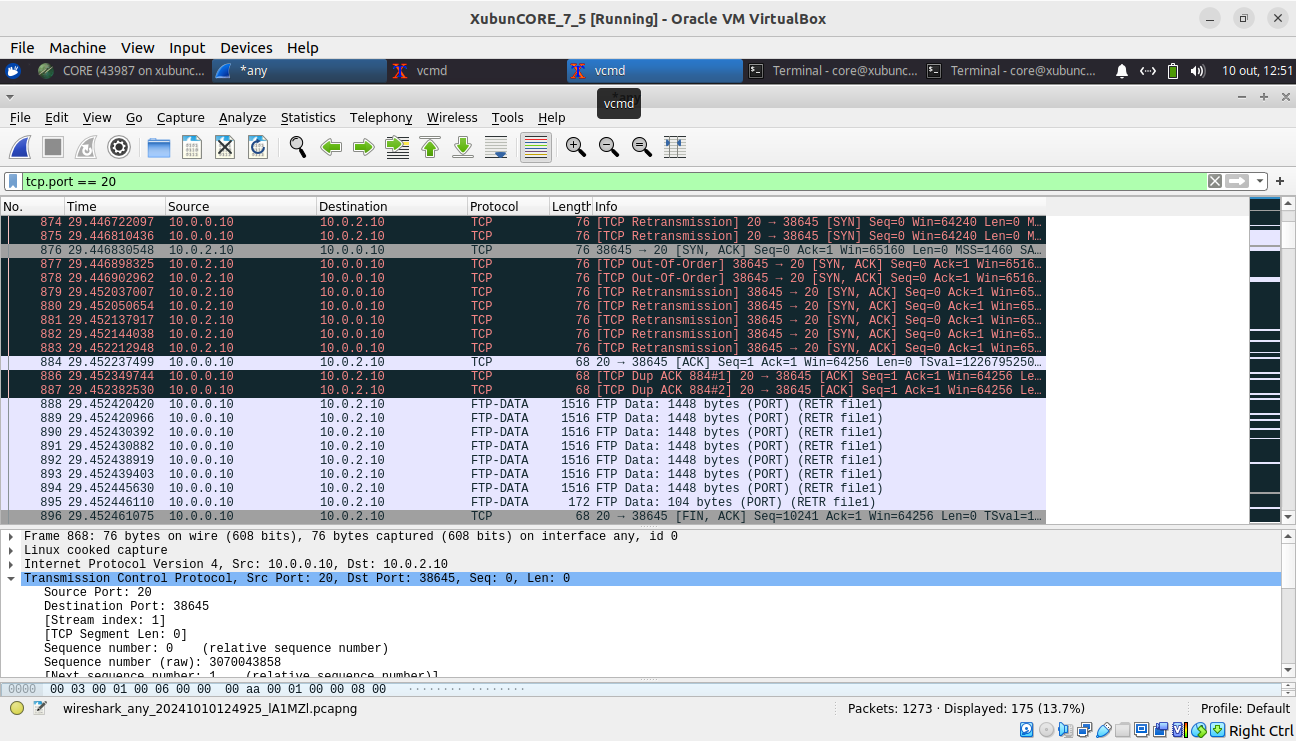 XubunCORE_7_5 [Running] - Oracle VM VirtualBox
File Machine View Input Devices Help
CORE (43987 on xubunc... *any vcmd vcmd Terminal - core@xubunc... Terminal - core@xubunc... 10 out, 12:51
vcmd
File Edit View Go Capture Analyze Statistics Telephony Wireless Tools Help
tcp.port == 20
No. Time Source Destination Protocol Length Info
874 29.446722097 10.0.0.10 10.0.2.10 TCP 76 [TCP Retransmission] 20 → 38645 [SYN] Seq=0 Win=64240 Len=0 M…
875 29.446810436 10.0.0.10 10.0.2.10 TCP 76 [TCP Retransmission] 20 → 38645 [SYN] Seq=0 Win=64240 Len=0 M…
876 29.446830548 10.0.2.10 10.0.0.10 TCP 76 38645 → 20 [SYN, ACK] Seq=0 Ack=1 Win=65160 Len=0 MSS=1460 SA…
877 29.446898325 10.0.2.10 10.0.0.10 TCP 76 [TCP Out-Of-Order] 38645 → 20 [SYN, ACK] Seq=0 Ack=1 Win=6516…
878 29.446902962 10.0.2.10 10.0.0.10 TCP 76 [TCP Out-Of-Order] 38645 → 20 [SYN, ACK] Seq=0 Ack=1 Win=6516…
879 29.452037007 10.0.2.10 10.0.0.10 TCP 76 [TCP Retransmission] 38645 → 20 [SYN, ACK] Seq=0 Ack=1 Win=65…
880 29.452050654 10.0.2.10 10.0.0.10 TCP 76 [TCP Retransmission] 38645 → 20 [SYN, ACK] Seq=0 Ack=1 Win=65…
881 29.452137917 10.0.2.10 10.0.0.10 TCP 76 [TCP Retransmission] 38645 → 20 [SYN, ACK] Seq=0 Ack=1 Win=65…
882 29.452144038 10.0.2.10 10.0.0.10 TCP 76 [TCP Retransmission] 38645 → 20 [SYN, ACK] Seq=0 Ack=1 Win=65…
883 29.452212948 10.0.2.10 10.0.0.10 TCP 76 [TCP Retransmission] 38645 → 20 [SYN, ACK] Seq=0 Ack=1 Win=65…
884 29.452237499 10.0.0.10 10.0.2.10 TCP 68 20 → 38645 [ACK] Seq=1 Ack=1 Win=64256 Len=0 TSval=1226795250…
886 29.452349744 10.0.0.10 10.0.2.10 TCP 68 [TCP Dup ACK 884#1] 20 → 38645 [ACK] Seq=1 Ack=1 Win=64256 Le…
887 29.452382530 10.0.0.10 10.0.2.10 TCP 68 [TCP Dup ACK 884#2] 20 → 38645 [ACK] Seq=1 Ack=1 Win=64256 Le…
888 29.452420420 10.0.0.10 10.0.2.10 FTP-DATA 1516 FTP Data: 1448 bytes (PORT) (RETR file1)
889 29.452420966 10.0.0.10 10.0.2.10 FTP-DATA 1516 FTP Data: 1448 bytes (PORT) (RETR file1)
890 29.452430392 10.0.0.10 10.0.2.10 FTP-DATA 1516 FTP Data: 1448 bytes (PORT) (RETR file1)
891 29.452430882 10.0.0.10 10.0.2.10 FTP-DATA 1516 FTP Data: 1448 bytes (PORT) (RETR file1)
892 29.452438919 10.0.0.10 10.0.2.10 FTP-DATA 1516 FTP Data: 1448 bytes (PORT) (RETR file1)
893 29.452439403 10.0.0.10 10.0.2.10 FTP-DATA 1516 FTP Data: 1448 bytes (PORT) (RETR file1)
894 29.452445630 10.0.0.10 10.0.2.10 FTP-DATA 1516 FTP Data: 1448 bytes (PORT) (RETR file1)
895 29.452446110 10.0.0.10 10.0.2.10 FTP-DATA 172 FTP Data: 104 bytes (PORT) (RETR file1)
896 29.452461075 10.0.0.10 10.0.2.10 TCP 68 20 → 38645 [FIN, ACK] Seq=10241 Ack=1 Win=64256 Len=0 TSval=1…
Frame 868: 76 bytes on wire (608 bits), 76 bytes captured (608 bits) on interface any, id 0
Linux cooked capture
Internet Protocol Version 4, Src: 10.0.0.10, Dst: 10.0.2.10
Transmission Control Protocol, Src Port: 20, Dst Port: 38645, Seq: 0, Len: 0
Source Port: 20
Destination Port: 38645
[Stream index: 1]
[TCP Segment Len: 0]
Sequence number: 0 (relative sequence number)
Sequence number (raw): 3070043858
[Next sequence number: 1 (relative sequence number)]
0000 00 03 00 01 00 06 00 00 00 aa 00 01 00 00 08 00 ········ ········
wireshark_any_20241010124925_lA1MZl.pcapng Packets: 1273 · Displayed: 175 (13.7%) Profile: Default
Right Ctrl